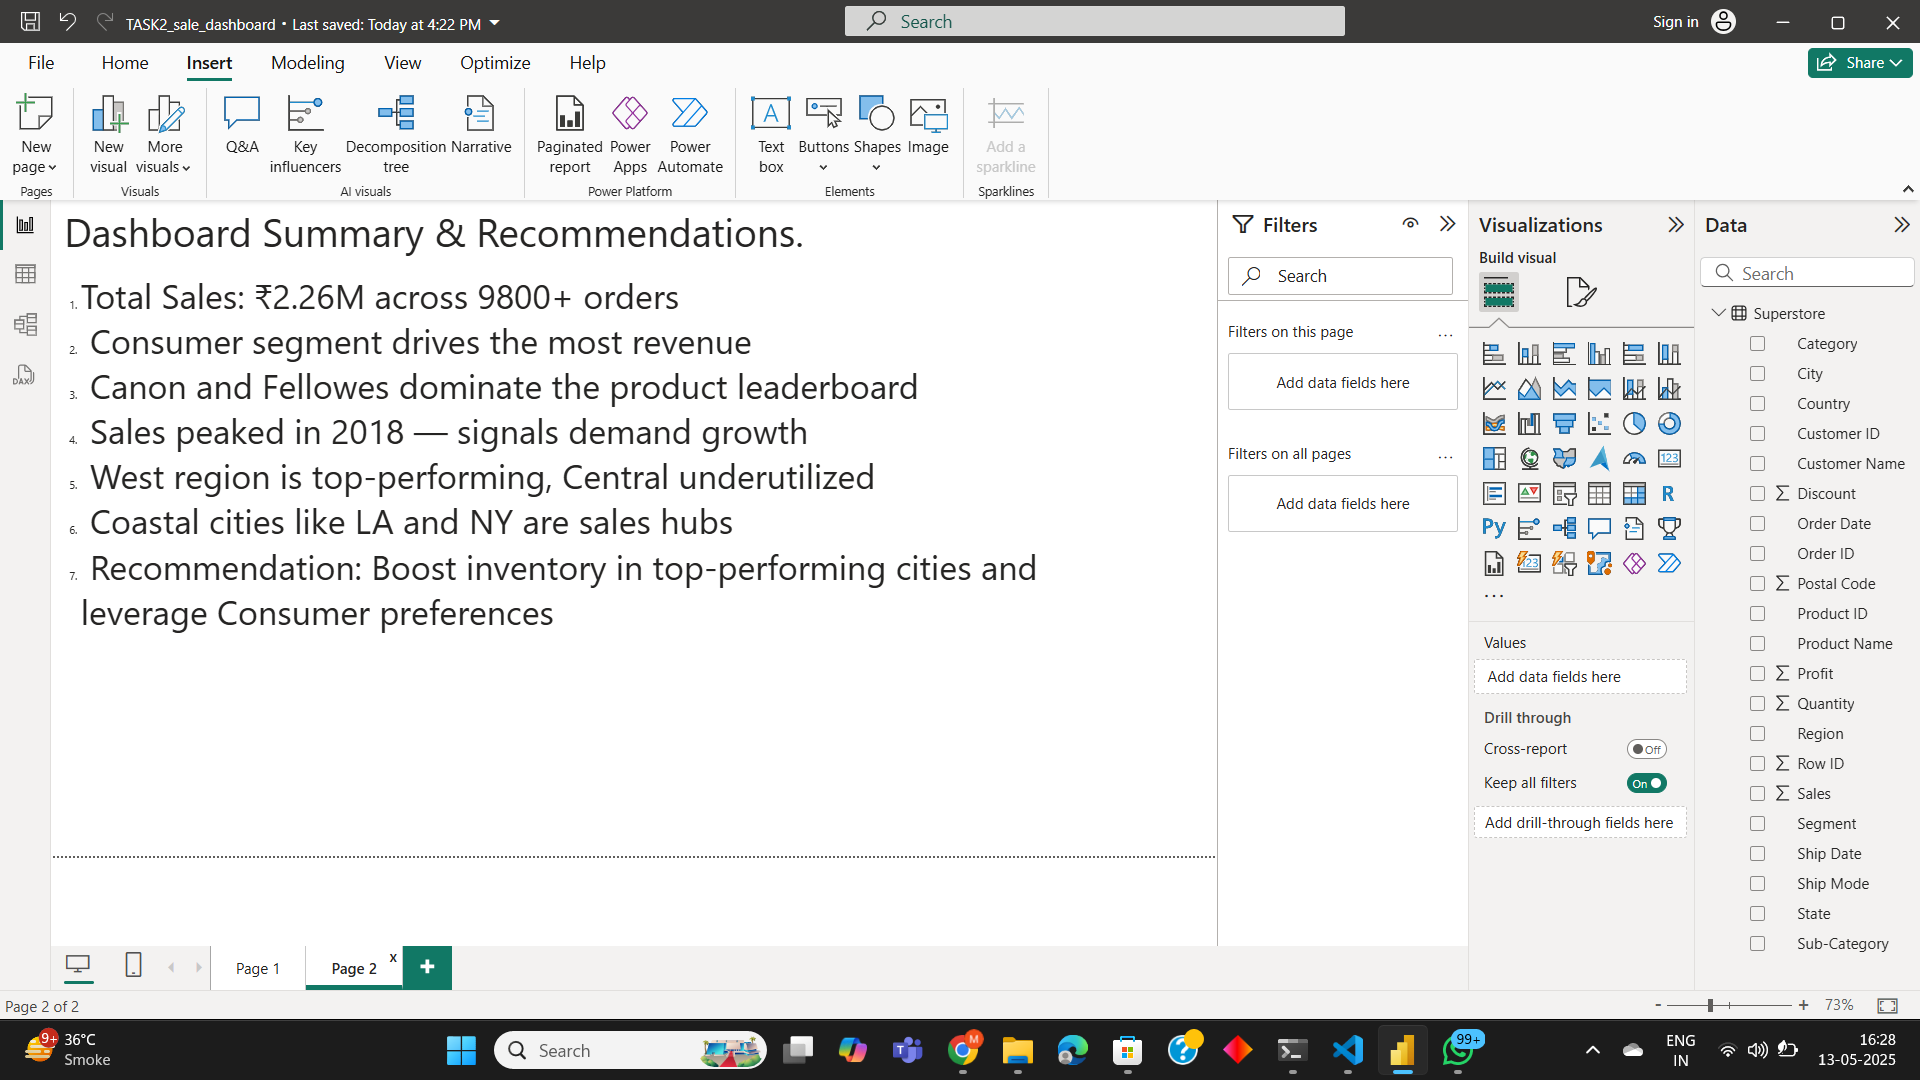 TASK2_sale_dashboard • Last saved: Today at 4:22 PM
Search
Sign in
File Home Insert Modeling View Optimize Help
Share
New page
New visual
More visuals
Q&A
Key influencers
Decomposition tree
Narrative
Paginated report
Power Apps
Power Automate
Text box
Buttons
Shapes
Image
Add a sparkline
Pages
Visuals
AI visuals
Power Platform
Elements
Sparklines
Dashboard Summary & Recommendations.
1. Total Sales: ₹2.26M across 9800+ orders
2. Consumer segment drives the most revenue
3. Canon and Fellowes dominate the product leaderboard
4. Sales peaked in 2018 — signals demand growth
5. West region is top-performing, Central underutilized
6. Coastal cities like LA and NY are sales hubs
7. Recommendation: Boost inventory in top-performing cities and
leverage Consumer preferences
Filters
Search
Filters on this page
...
Add data fields here
Filters on all pages
...
Add data fields here
Visualizations
Build visual
123
R
Py
123
...
Values
Add data fields here
Drill through
Cross-report
Off
Keep all filters
On
Add drill-through fields here
Data
Search
Superstore
Category
City
Country
Customer ID
Customer Name
Σ Discount
Order Date
Order ID
Σ Postal Code
Product ID
Product Name
Σ Profit
Σ Quantity
Region
Σ Row ID
Σ Sales
Segment
Ship Date
Ship Mode
State
Sub-Category
DAX
Page 1
Page 2
x
+
Page 2 of 2
- + 73%
9+
36°C
Smoke
Search
M
99+
ENG
IN
16:28
13-05-2025